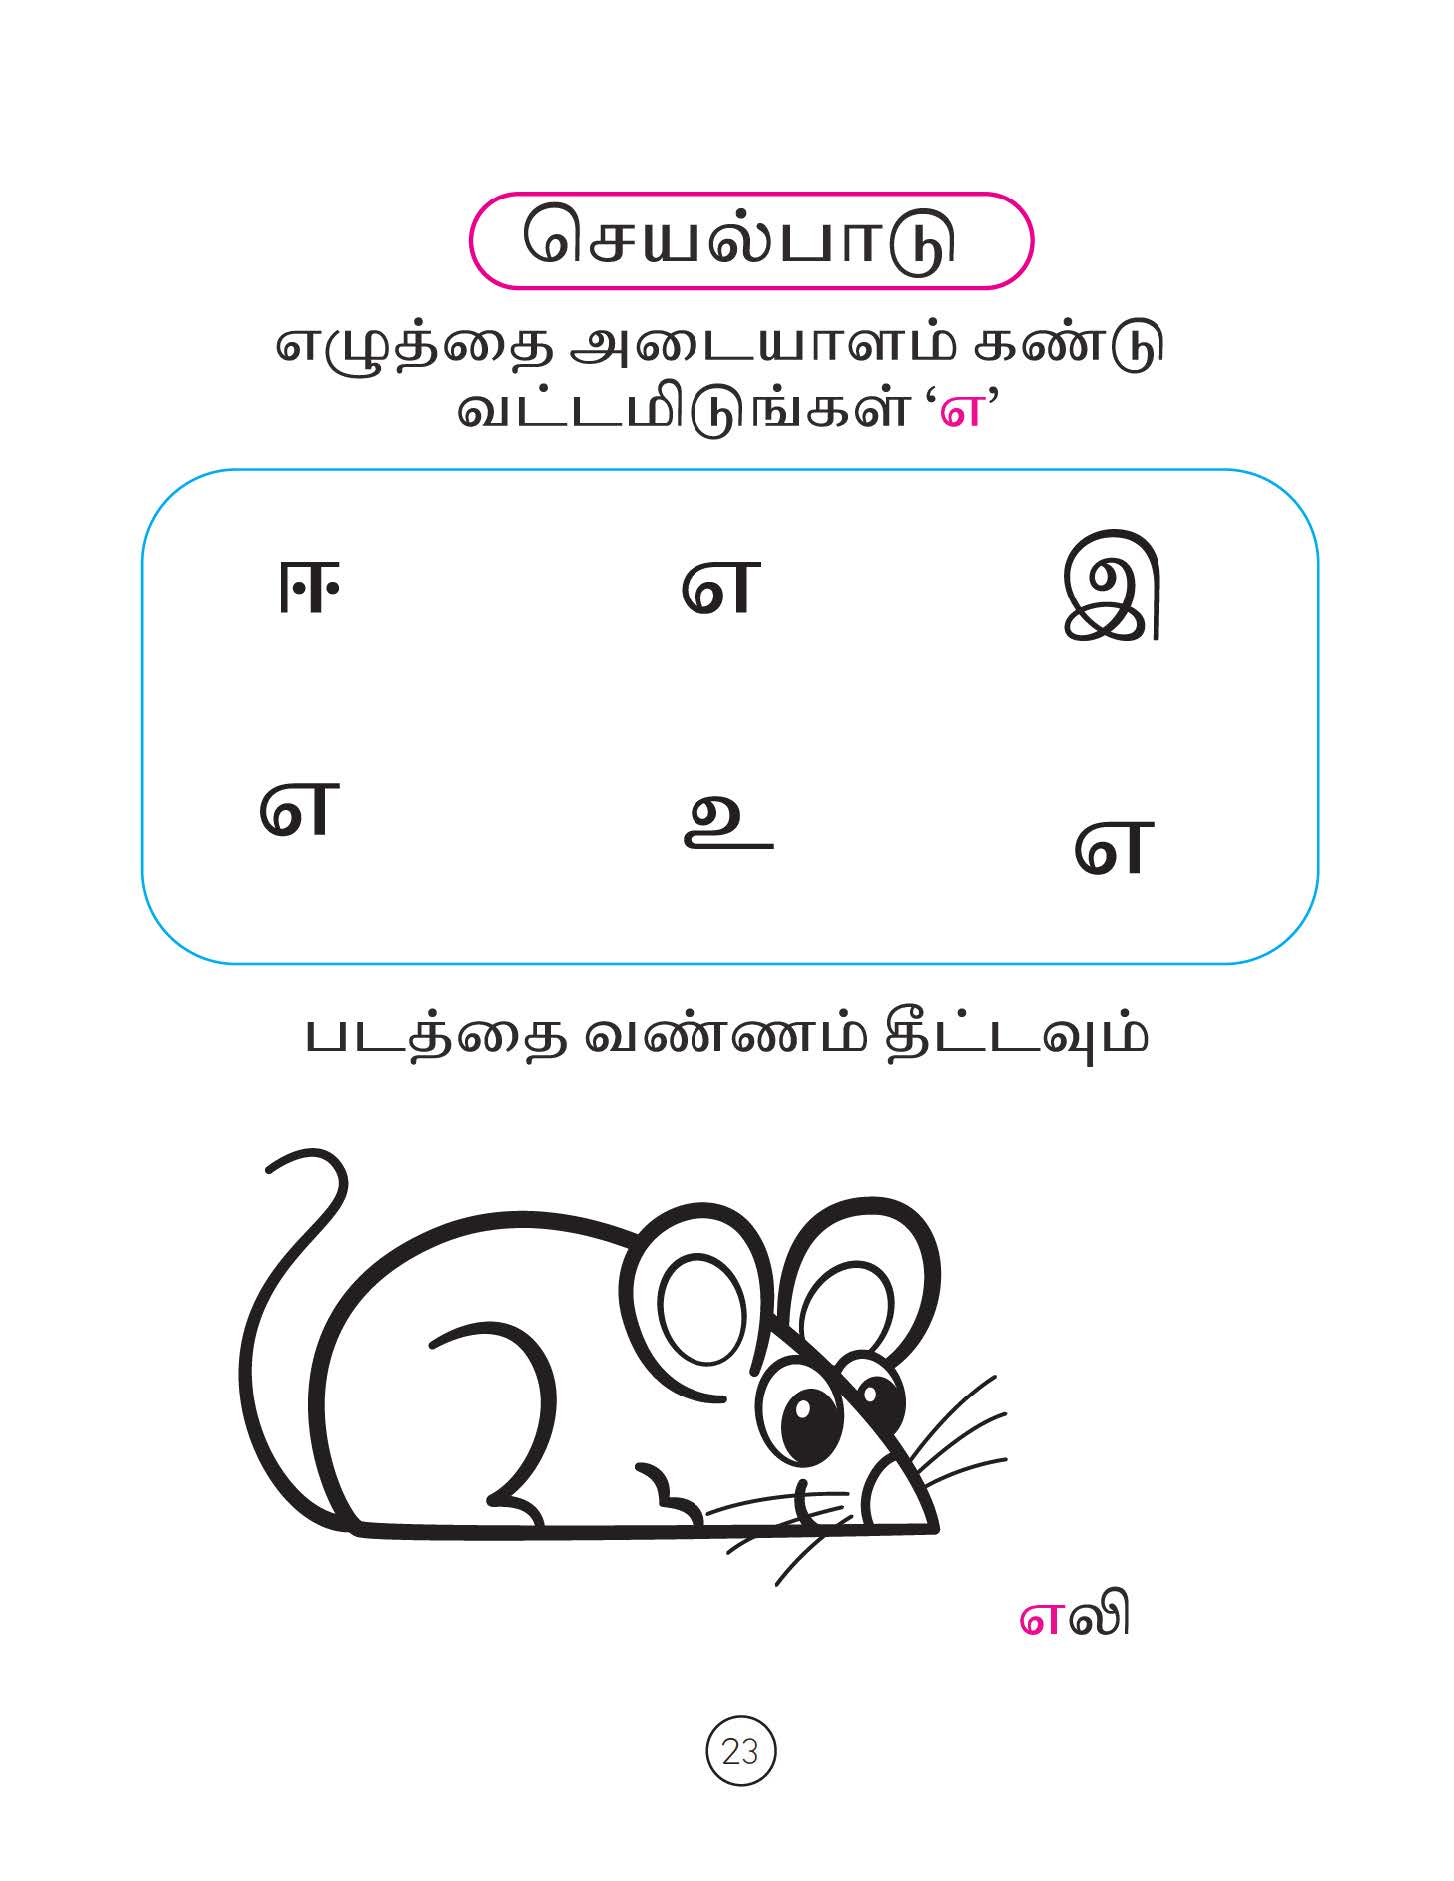 செயல்பாடு
எழுத்தை அடையாளம் கண்டு
வட்டமிடுங்கள் ‘எ’
ஈ எ இ
எ உ எ
படத்தை வண்ணம் தீட்டவும்
எலி
23